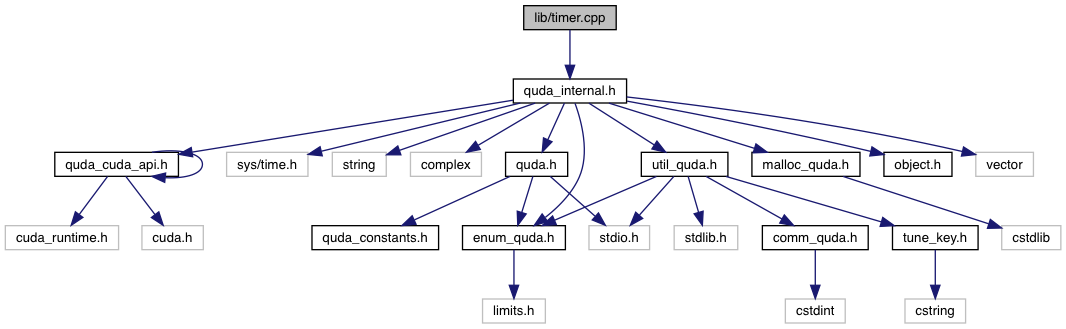 lib/timer.cpp
quda_internal.h
quda_cuda_api.h
sys/time.h
string
complex
quda.h
util_quda.h
malloc_quda.h
object.h
vector
cuda_runtime.h
cuda.h
quda_constants.h
enum_quda.h
stdio.h
stdlib.h
comm_quda.h
tune_key.h
cstdlib
limits.h
cstdint
cstring